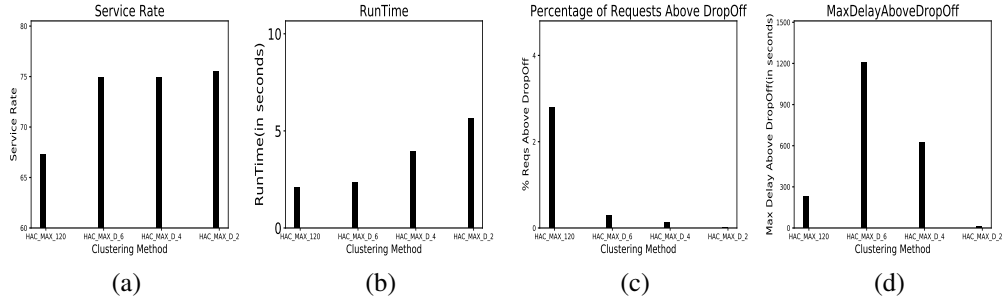 Service Rate
Service Rate
80
75
70
65
60
HAC_MAX_120 HAC_MAX_D_6 HAC_MAX_D_4 HAC_MAX_D_2
Clustering Method
(a)
RunTime
RunTime(in seconds)
10
5
0
HAC_MAX_120 HAC_MAX_D_6 HAC_MAX_D_4 HAC_MAX_D_2
Clustering Method
(b)
Percentage of Requests Above DropOff
% Reqs Above DropOff
4
2
0
HAC_MAX_120 HAC_MAX_D_6 HAC_MAX_D_4 HAC_MAX_D_2
Clustering Method
(c)
MaxDelayAboveDropOff
Max Delay Above DropOff(in seconds)
1500
1200
900
600
300
0
HAC_MAX_120 HAC_MAX_D_6 HAC_MAX_D_4 HAC_MAX_D_2
Clustering Method
(d)